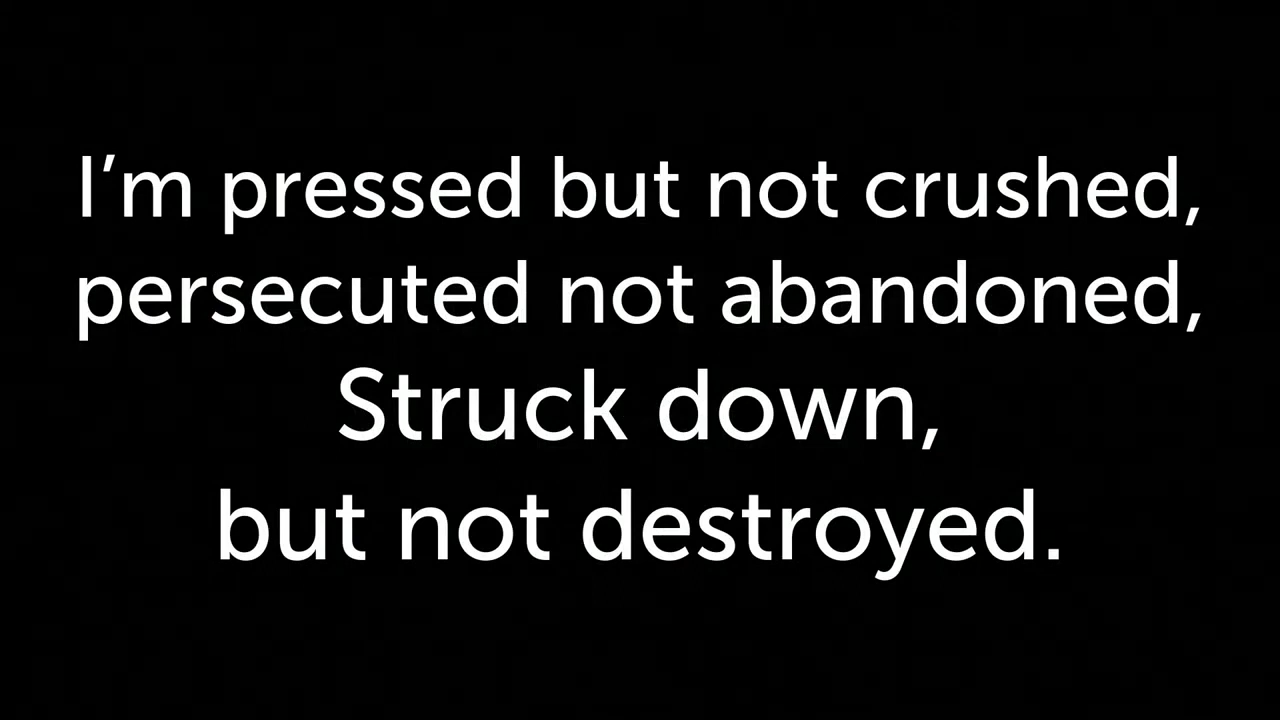 I’m pressed but not crushed,
persecuted not abandoned,
Struck down,
but not destroyed.